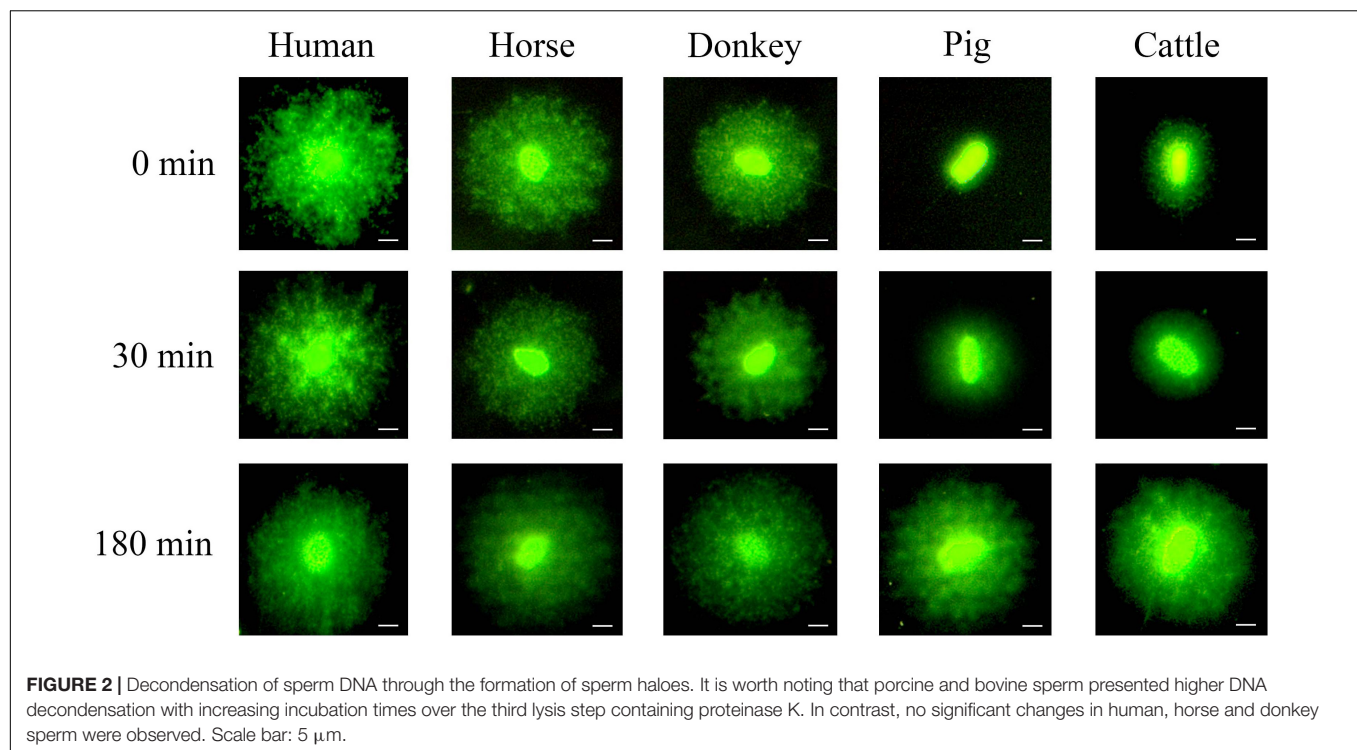 Human Horse Donkey Pig Cattle
0 min
30 min
180 min
FIGURE 2 | Decondensation of sperm DNA through the formation of sperm haloes. It is worth noting that porcine and bovine sperm presented higher DNA
decondensation with increasing incubation times over the third lysis step containing proteinase K. In contrast, no significant changes in human, horse and donkey
sperm were observed. Scale bar: 5 μm.